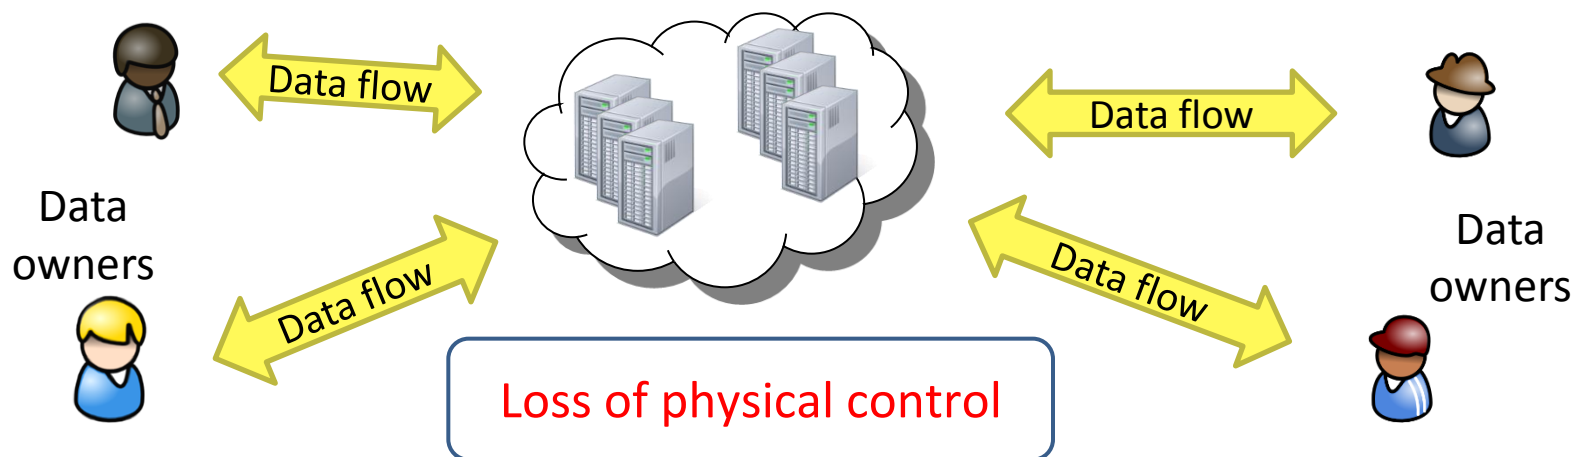 Data flow
Data flow
Data
owners
Data
owners
Data flow
Data flow
Loss of physical control